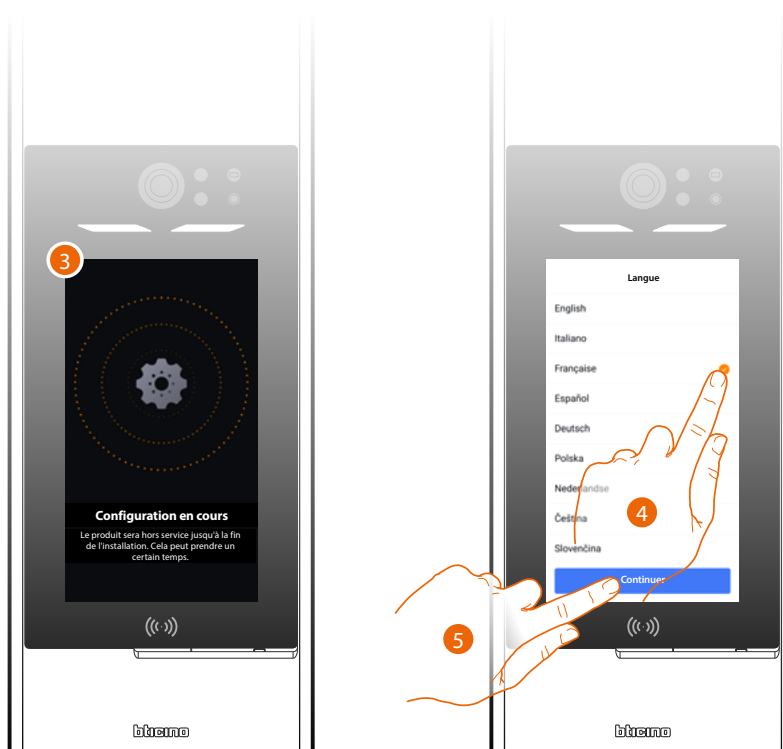 3
Configuration en cours
Le produit sera hors service jusqu'à la fin
de l'installation. Cela peut prendre un
certain temps.
bticino
Langue
English
Italiano
Française
Español
Deutsch
Polska
Nederlandse
Čeština
Slovenčina
Continuer
4
5
bticino